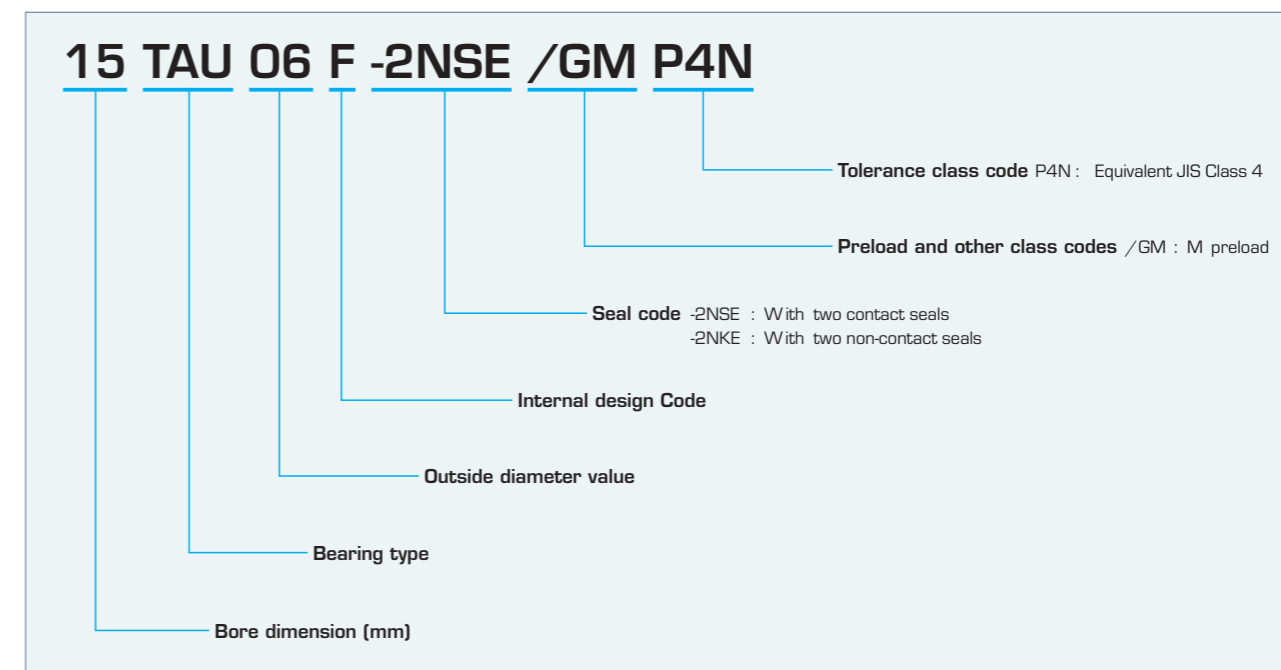 15 TAU 06 F -2NSE /GM P4N
Tolerance class code P4N : Equivalent JIS Class 4
Preload and other class codes /GM : M preload
Seal code -2NSE : With two contact seals
-2NKE : With two non-contact seals
Internal design Code
Outside diameter value
Bearing type
Bore dimension (mm)